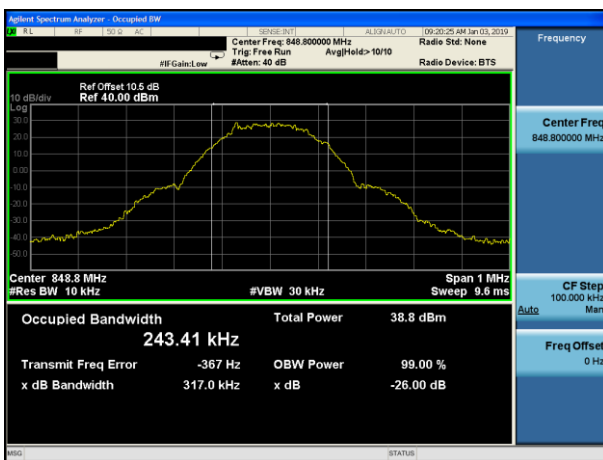 Agilent Spectrum Analyzer - Occupied BW
RL RF 50 Ω AC SENSE:INT ALIGNAUTO 09:20:25 AM Jan 03, 2019
Center Freq: 848.800000 MHz Radio Std: None
Trig: Free Run Avg|Hold:> 10/10
#IFGain:Low #Atten: 40 dB Radio Device: BTS
Frequency
Ref Offset 10.5 dB
10 dB/div Ref 40.00 dBm
Log
30.0
20.0
10.0
0.00
-10.0
-20.0
-30.0
-40.0
-50.0
Center 848.8 MHz Span 1 MHz
#Res BW 10 kHz #VBW 30 kHz Sweep 9.6 ms
Occupied Bandwidth Total Power 38.8 dBm
243.41 kHz
Transmit Freq Error -367 Hz OBW Power 99.00 %
x dB Bandwidth 317.0 kHz x dB -26.00 dB
Center Freq
848.800000 MHz
CF Step
100.000 kHz
Auto Man
Freq Offset
0 Hz
MSG STATUS